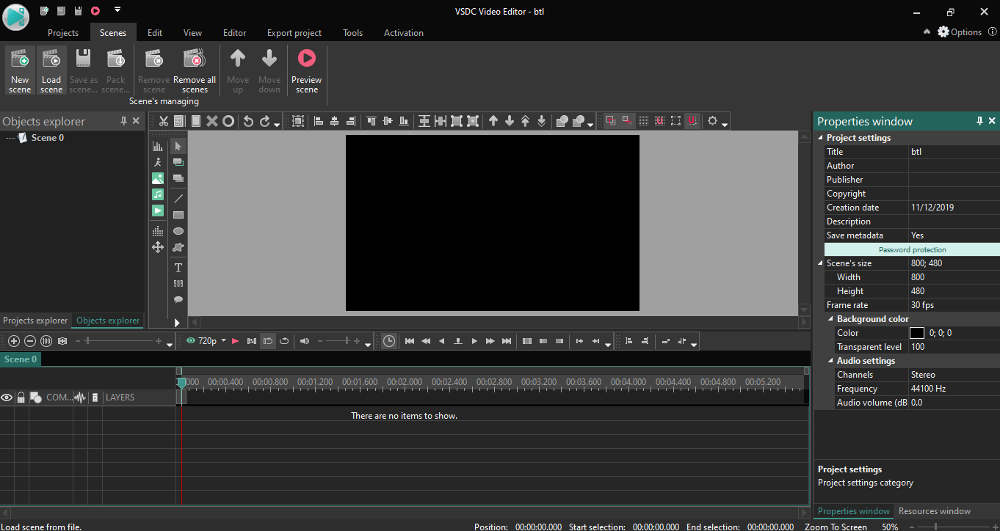 VSDC Video Editor - btl
Projects Scenes Edit View Editor Export project Tools Activation
Options
New scene
Load scene
Save as scene...
Pack scene...
Remove scene
Remove all scenes
Move up
Move down
Preview scene
Scene's managing
Objects explorer
Scene 0
Projects explorer Objects explorer
T
SUB
Properties window
Project settings
Title btl
Author
Publisher
Copyright
Creation date 11/12/2019
Description
Save metadata Yes
Password protection
Scene's size 800; 480
Width 800
Height 480
Frame rate 30 fps
Background color
Color 0; 0; 0
Transparent level 100
Audio settings
Channels Stereo
Frequency 44100 Hz
Audio volume (dB 0.0
100
720p
Scene 0
000 00:00.400 00:00.800 00:01.200 00:01.600 00:02.000 00:02.400 00:02.800 00:03.200 00:03.600 00:04.000 00:04.400 00:04.800 00:05.200
COM... LAYERS
There are no items to show.
Project settings
Project settings category
Properties window Resources window
Load scene from file.
Position: 00:00:00.000 Start selection: 00:00:00.000 End selection: 00:00:00.000 Zoom To Screen 50%